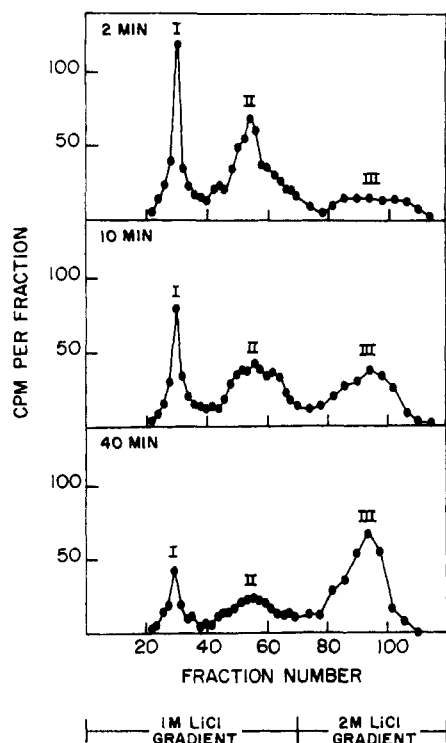 2 MIN
I
II
III
100
50
10 MIN
I
II
III
100
50
40 MIN
I
II
III
100
50
CPM PER FRACTION
20 40 60 80 100
FRACTION NUMBER
1M LiCl GRADIENT
2M LiCl GRADIENT